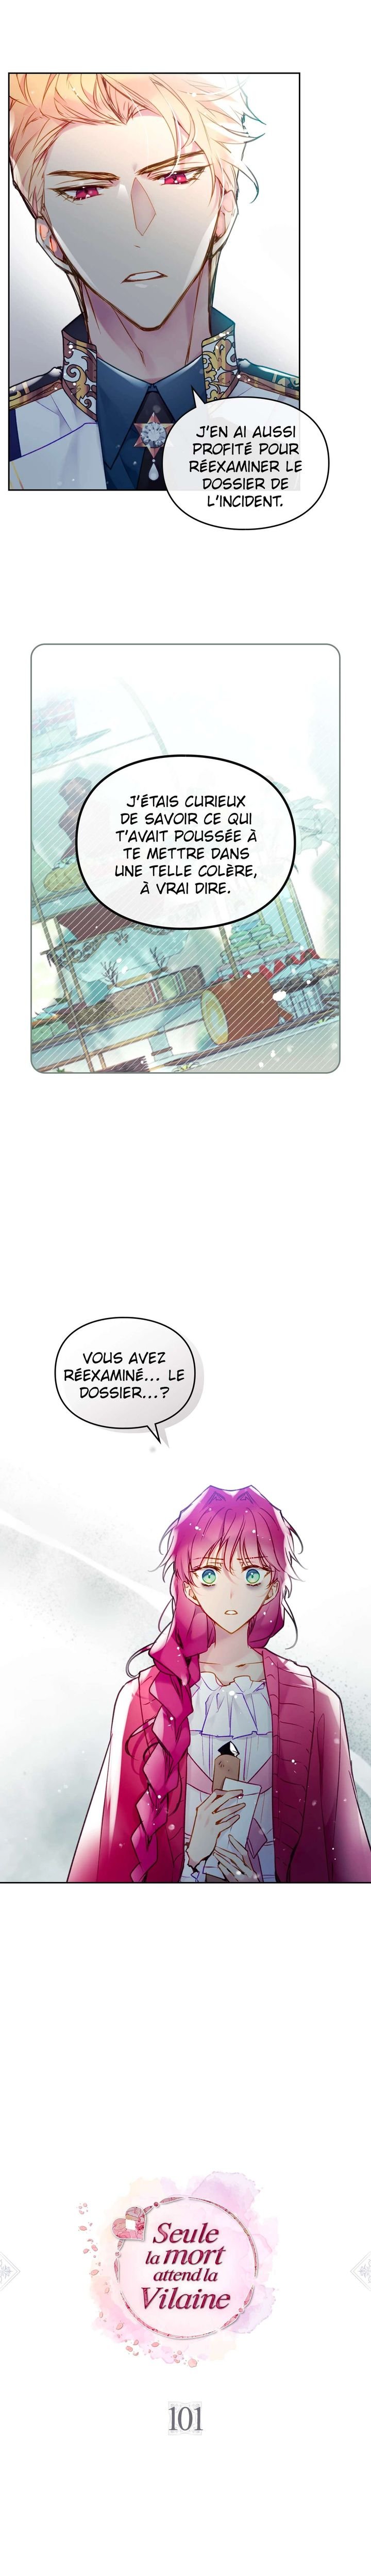 J'EN AI AUSSI
PROFITÉ POUR
RÉEXAMINER LE
DOSSIER DE
L'INCIDENT.
J'ÉTAIS CURIEUX
DE SAVOIR CE QUI
T'AVAIT POUSSÉE À
TE METTRE DANS
UNE TELLE COLÈRE,
À VRAI DIRE.
VOUS AVEZ
RÉEXAMINÉ... LE
DOSSIER...?
Seule
la mort
attend la
Vilaine
101